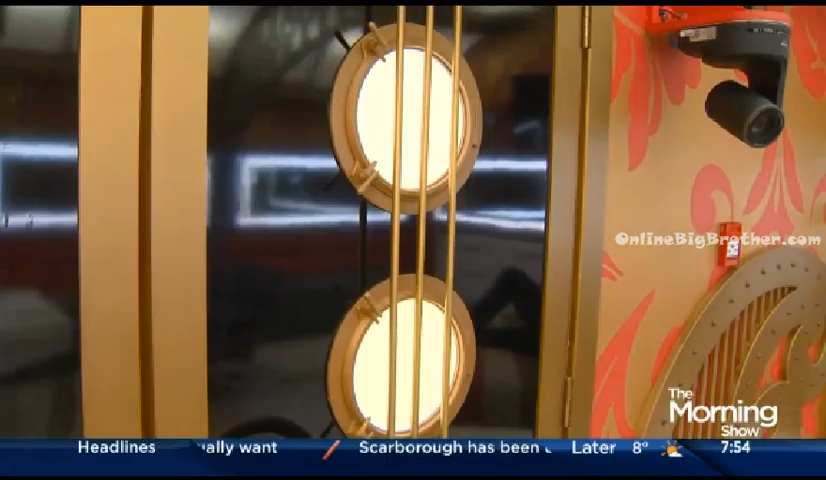 OnlineBigBrother.com
The
Morning
Show
Headlines ually want Scarborough has been Later 8° 7:54